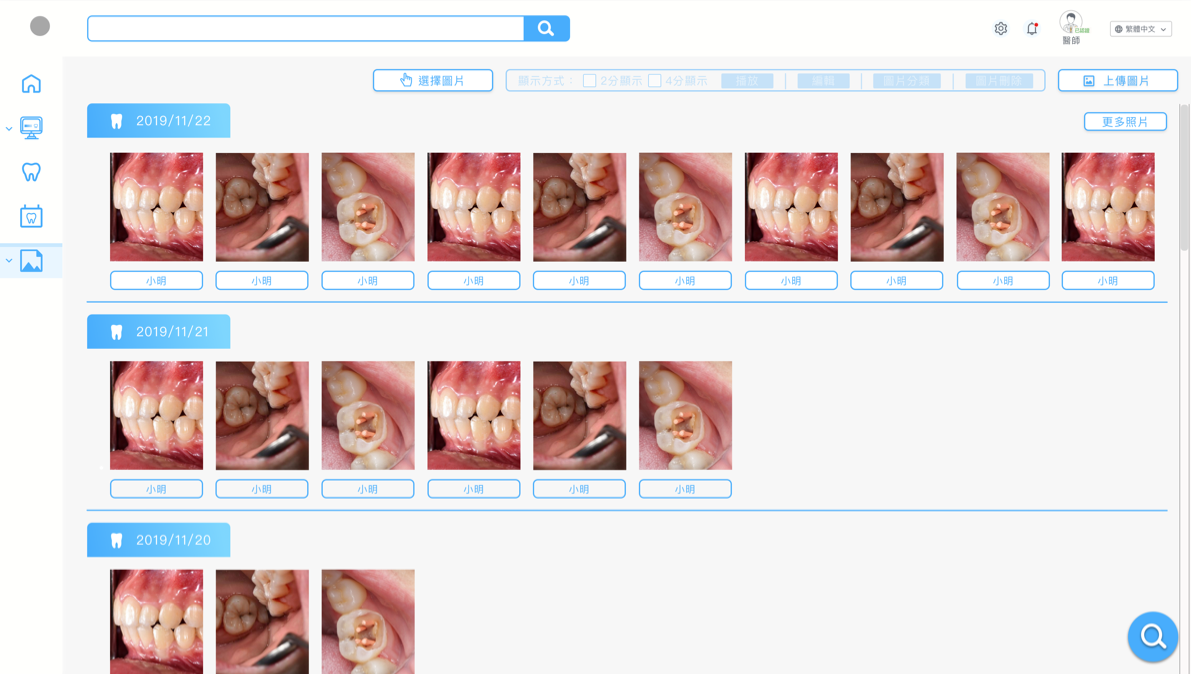 已認證
醫師
繁體中文
選擇圖片
顯示方式： 2分顯示 4分顯示 播放 | 編輯 | 圖片分類 | 圖片刪除
上傳圖片
2019/11/22
更多照片
小明 小明 小明 小明 小明 小明 小明 小明 小明 小明
2019/11/21
小明 小明 小明 小明 小明 小明
2019/11/20